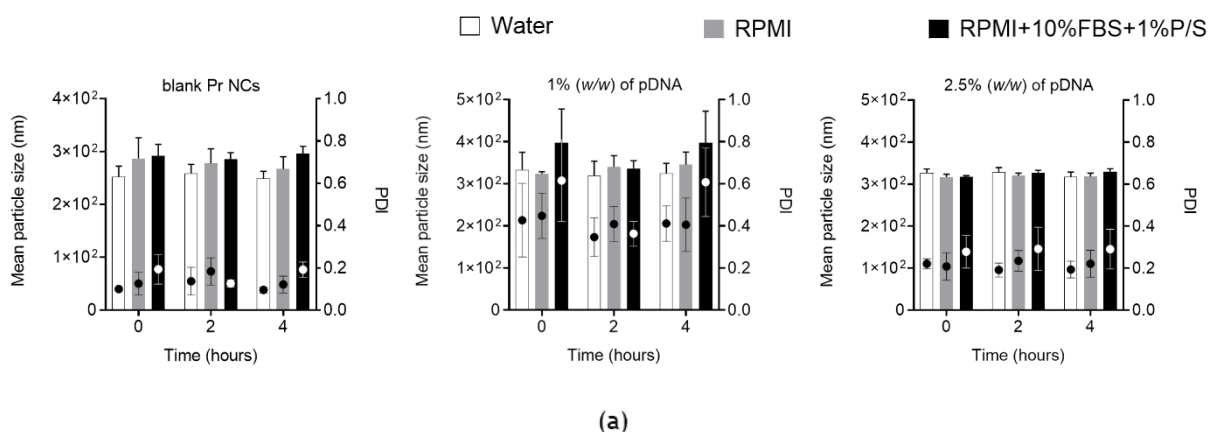 Water RPMI RPMI+10%FBS+1%P/S
blank Pr NCs
Mean particle size (nm)
4×10²
3×10²
2×10²
1×10²
0
1.0
0.8
0.6
0.4
0.2
0.0
PDI
0 2 4
Time (hours)
1% (w/w) of pDNA
Mean particle size (nm)
5×10²
4×10²
3×10²
2×10²
1×10²
0
1.0
0.8
0.6
0.4
0.2
0.0
PDI
0 2 4
Time (hours)
2.5% (w/w) of pDNA
Mean particle size (nm)
5×10²
4×10²
3×10²
2×10²
1×10²
0
1.0
0.8
0.6
0.4
0.2
0.0
PDI
0 2 4
Time (hours)
(a)